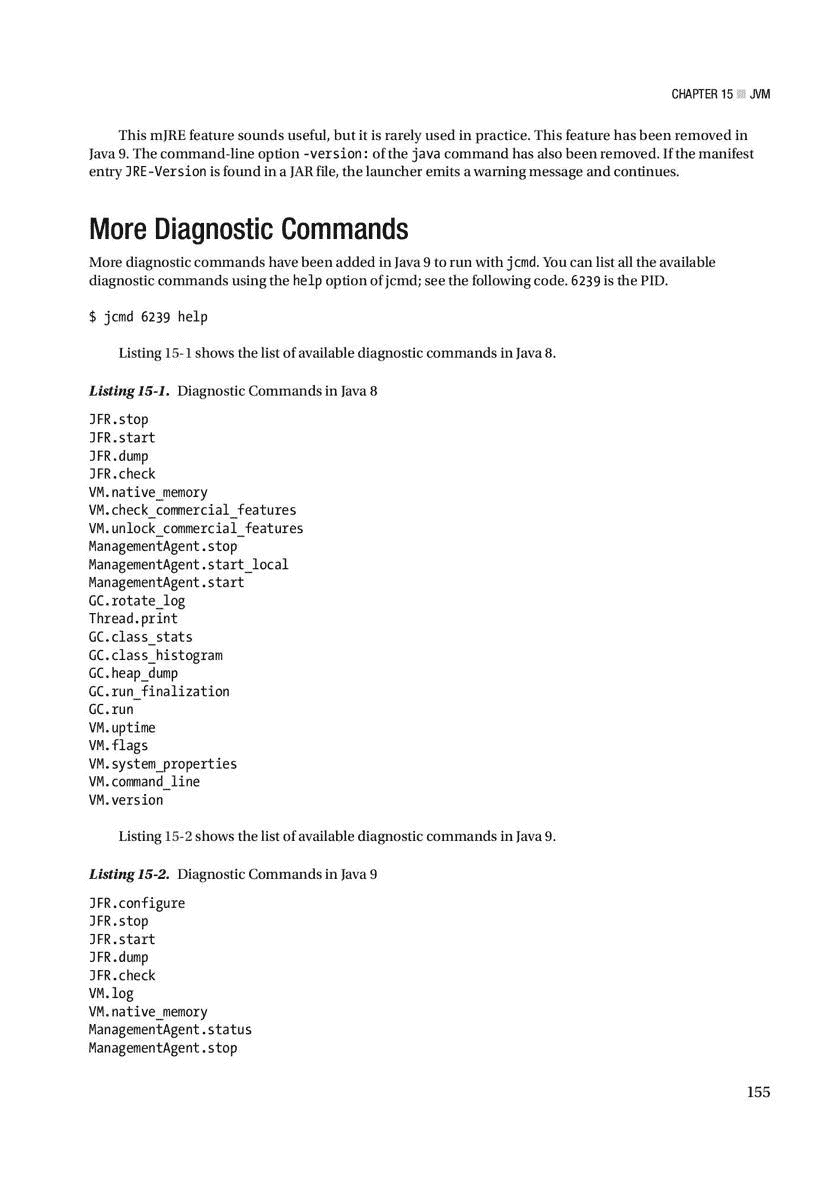 CHAPTER 15 ■ JVM
This mJRE feature sounds useful, but it is rarely used in practice. This feature has been removed in
Java 9. The command-line option -version: of the java command has also been removed. If the manifest
entry JRE-Version is found in a JAR file, the launcher emits a warning message and continues.
More Diagnostic Commands
More diagnostic commands have been added in Java 9 to run with jcmd. You can list all the available
diagnostic commands using the help option of jcmd; see the following code. 6239 is the PID.
$ jcmd 6239 help
Listing 15-1 shows the list of available diagnostic commands in Java 8.
Listing 15-1. Diagnostic Commands in Java 8
JFR.stop
JFR.start
JFR.dump
JFR.check
VM.native_memory
VM.check_commercial_features
VM.unlock_commercial_features
ManagementAgent.stop
ManagementAgent.start_local
ManagementAgent.start
GC.rotate_log
Thread.print
GC.class_stats
GC.class_histogram
GC.heap_dump
GC.run_finalization
GC.run
VM.uptime
VM.flags
VM.system_properties
VM.command_line
VM.version
Listing 15-2 shows the list of available diagnostic commands in Java 9.
Listing 15-2. Diagnostic Commands in Java 9
JFR.configure
JFR.stop
JFR.start
JFR.dump
JFR.check
VM.log
VM.native_memory
ManagementAgent.status
ManagementAgent.stop
155